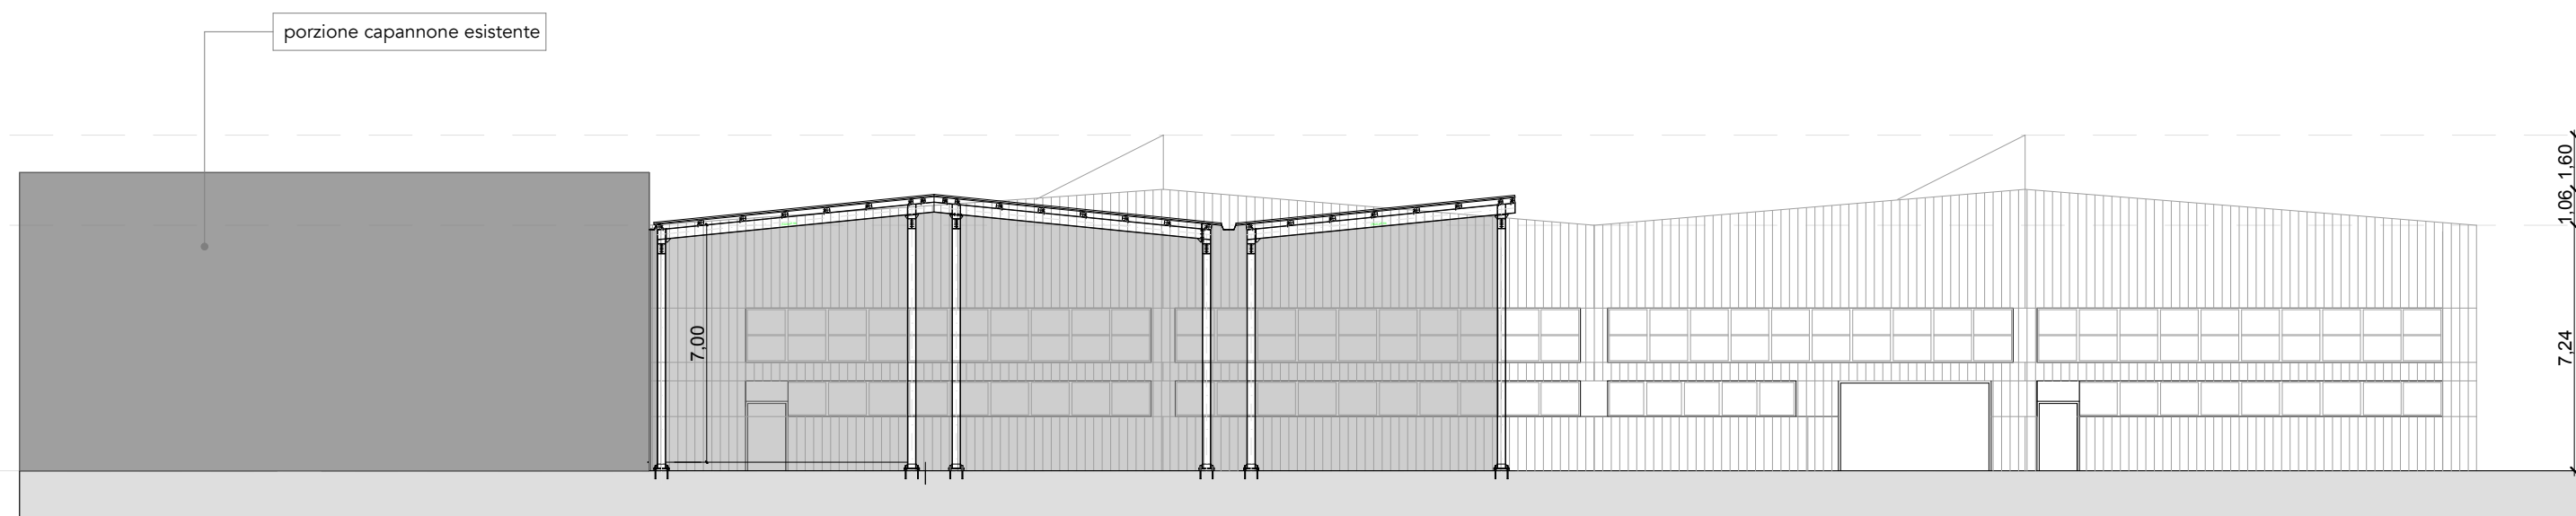 porzione capannone esistente
1,60
1,06
7,00
7,24